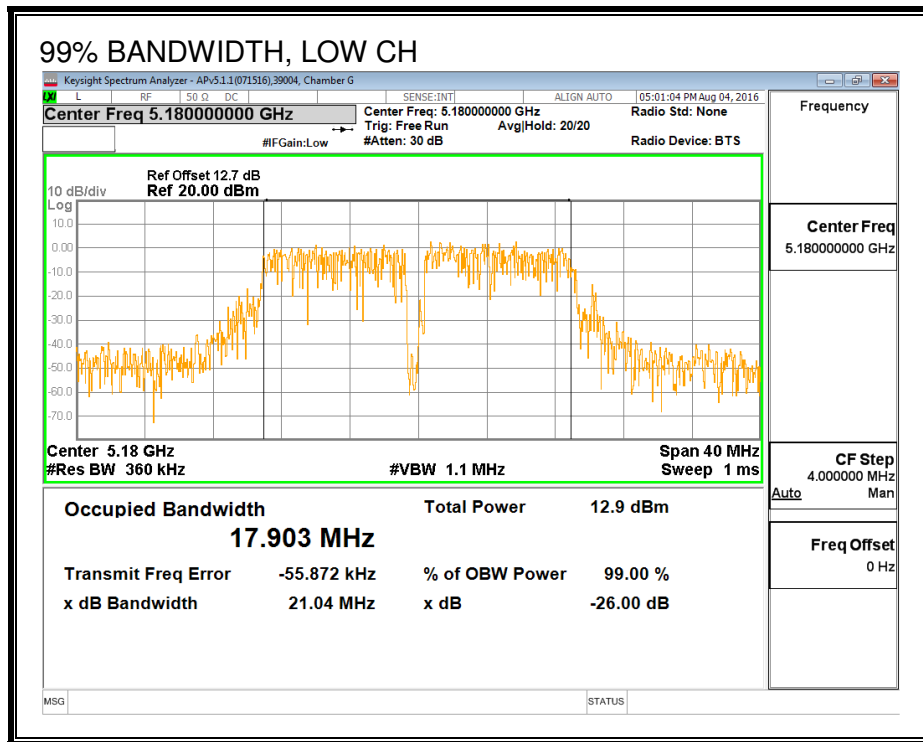 99% BANDWIDTH, LOW CH
Keysight Spectrum Analyzer - APv5.1.1(071516),39004, Chamber G
LXI L RF 50 Ω DC SENSE:INT ALIGN AUTO 05:01:04 PM Aug 04, 2016
Center Freq 5.180000000 GHz
Center Freq: 5.180000000 GHz Radio Std: None
Trig: Free Run Avg|Hold: 20/20
#IFGain:Low #Atten: 30 dB Radio Device: BTS
Ref Offset 12.7 dB
10 dB/div Ref 20.00 dBm
Log
10.0
0.00
-10.0
-20.0
-30.0
-40.0
-50.0
-60.0
-70.0
Center 5.18 GHz Span 40 MHz
#Res BW 360 kHz #VBW 1.1 MHz Sweep 1 ms
Occupied Bandwidth Total Power 12.9 dBm
17.903 MHz
Transmit Freq Error -55.872 kHz % of OBW Power 99.00 %
x dB Bandwidth 21.04 MHz x dB -26.00 dB
Frequency
Center Freq
5.180000000 GHz
CF Step
4.000000 MHz
Auto Man
Freq Offset
0 Hz
MSG STATUS